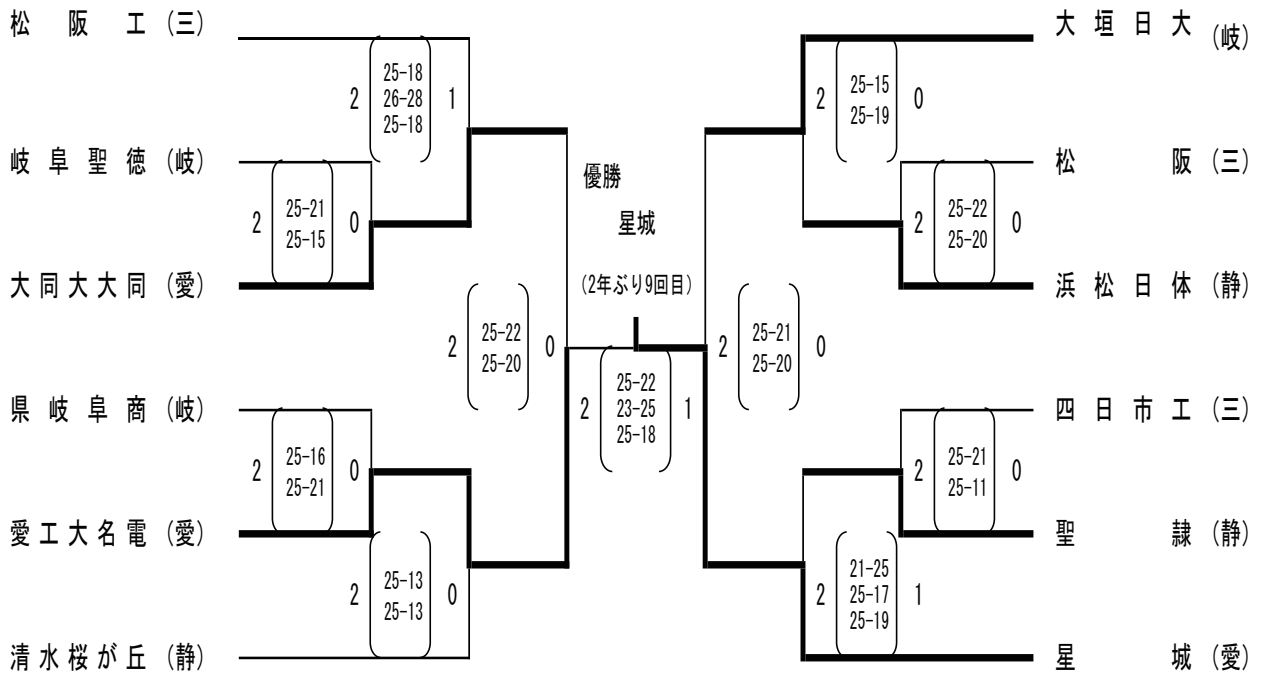 松阪工(三)
2 25-18 26-28 25-18 1
岐阜聖徳(岐)
2 25-21 25-15 0
大同大大同(愛)
2 25-22 25-20 0
県岐阜商(岐)
2 25-16 25-21 0
愛工大名電(愛)
2 25-13 25-13 0
清水桜が丘(静)
優勝
星城
(2年ぶり9回目)
2 25-22 23-25 25-18 1
大垣日大(岐)
2 25-15 25-19 0
松阪(三)
2 25-22 25-20 0
浜松日体(静)
2 25-21 25-20 0
四日市工(三)
2 25-21 25-11 0
聖隷(静)
2 21-25 25-17 25-19 1
星城(愛)